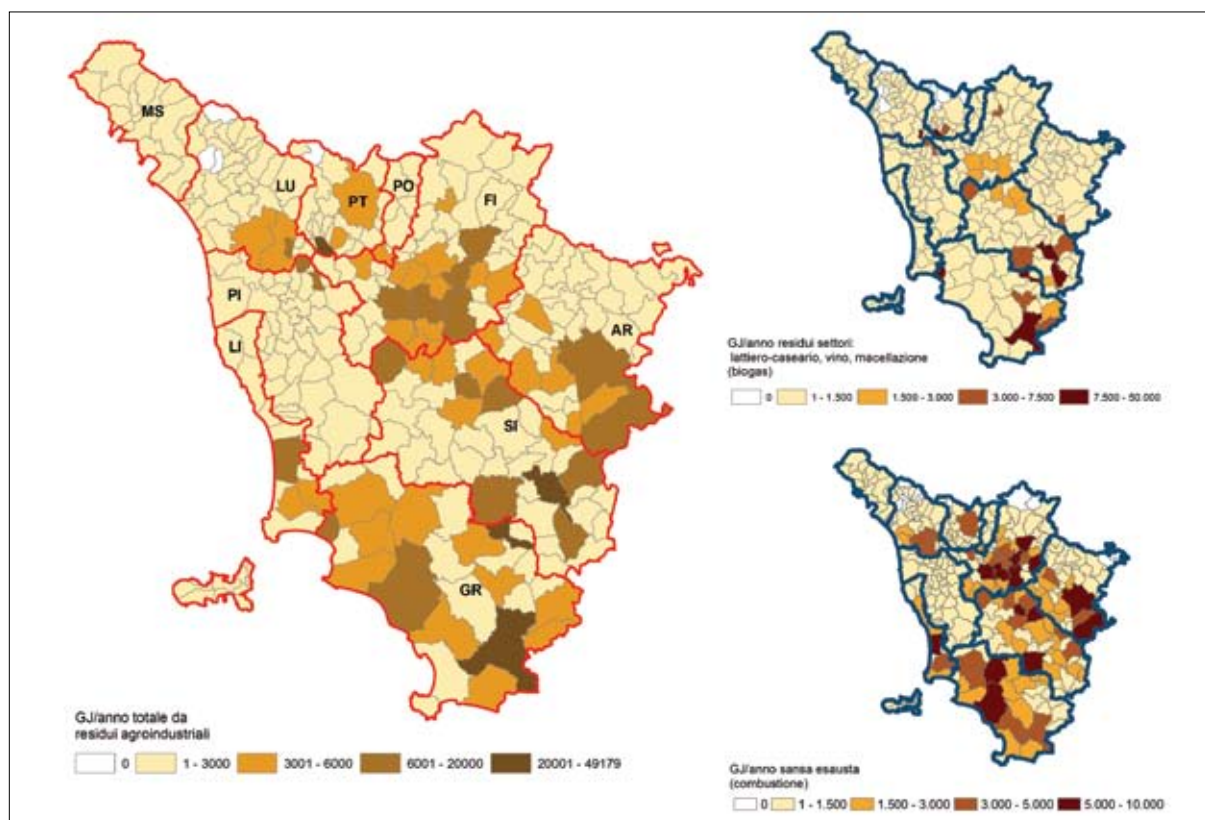 MS
LU
PT
PO
FI
PI
LI
AR
SI
GR
GJ/anno totale da
residui agroindustriali
0 1 - 3000 3001 - 6000 6001 - 20000 20001 - 49179
GJ/anno residui settori:
lattiero-caseario, vino, macellazione
(biogas)
0 1 - 1.500 1.500 - 3.000 3.000 - 7.500 7.500 - 50.000
GJ/anno sansa esausta
(combustione)
0 1 - 1.500 1.500 - 3.000 3.000 - 5.000 5.000 - 10.000